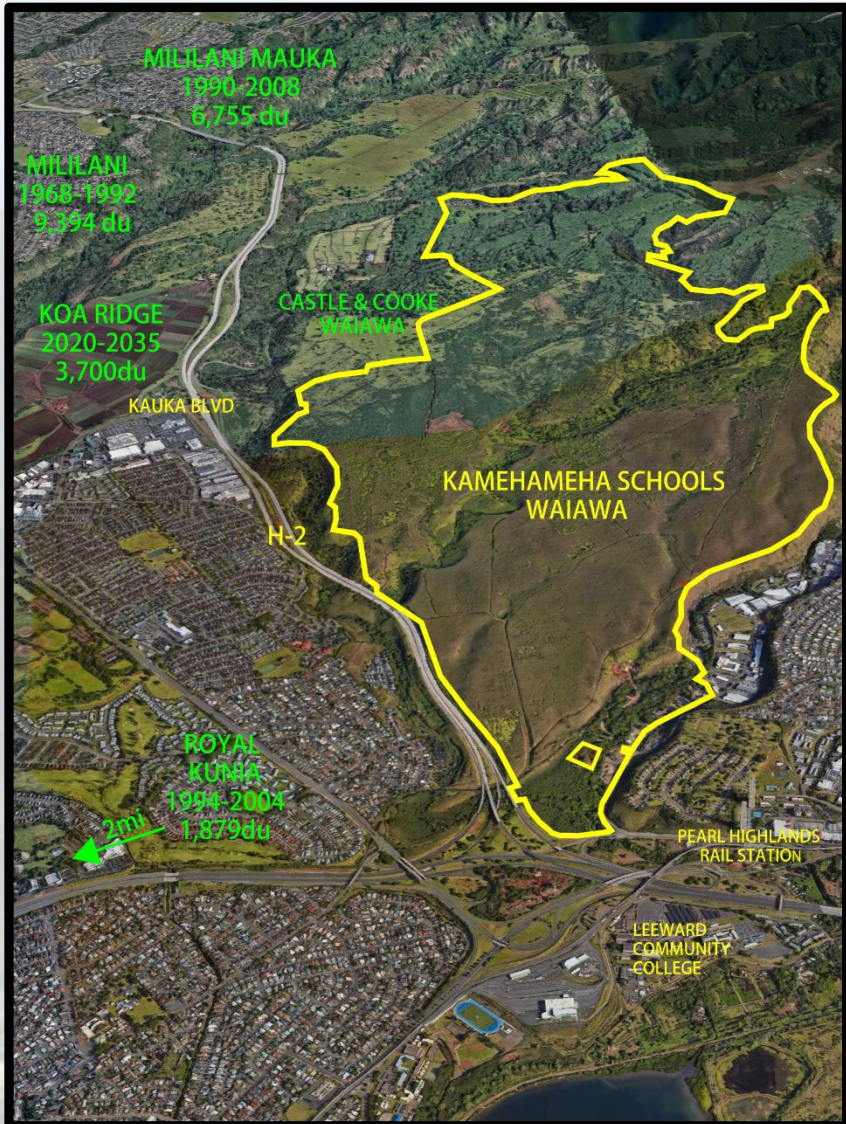 MILILANI MAUKA
1990-2008
6,755 du
MILILANI
1968-1992
9,394 du
CASTLE & COOKE
WAIAWA
KOA RIDGE
2020-2035
3,700du
KAUKA BLVD
KAMEHAMEHA SCHOOLS
WAIAWA
H-2
ROYAL
KUNIA
1994-2004
1,879du
2mi
PEARL HIGHLANDS
RAIL STATION
LEEWARD
COMMUNITY
COLLEGE